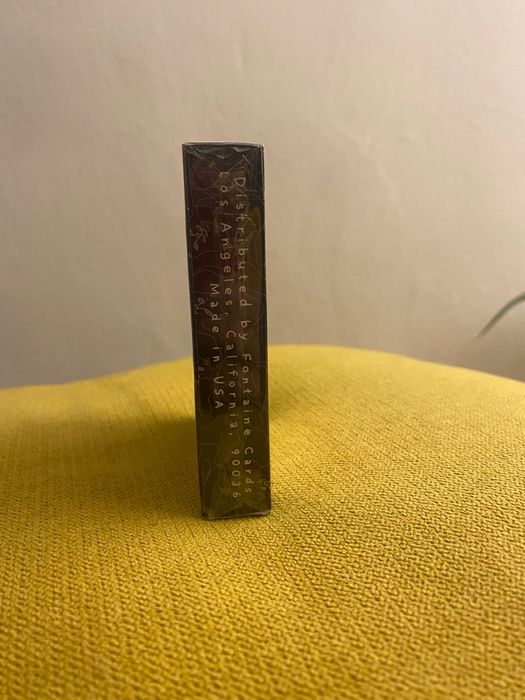 Distributed by Fontaine Cards
Los Angeles, California, 90036
Made in USA